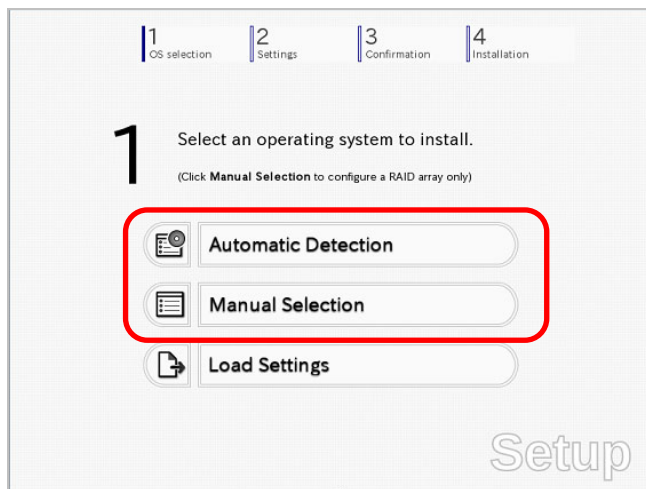 1
OS selection
2
Settings
3
Confirmation
4
Installation
1
Select an operating system to install.
(Click Manual Selection to configure a RAID array only)
Automatic Detection
Manual Selection
Load Settings
Setup